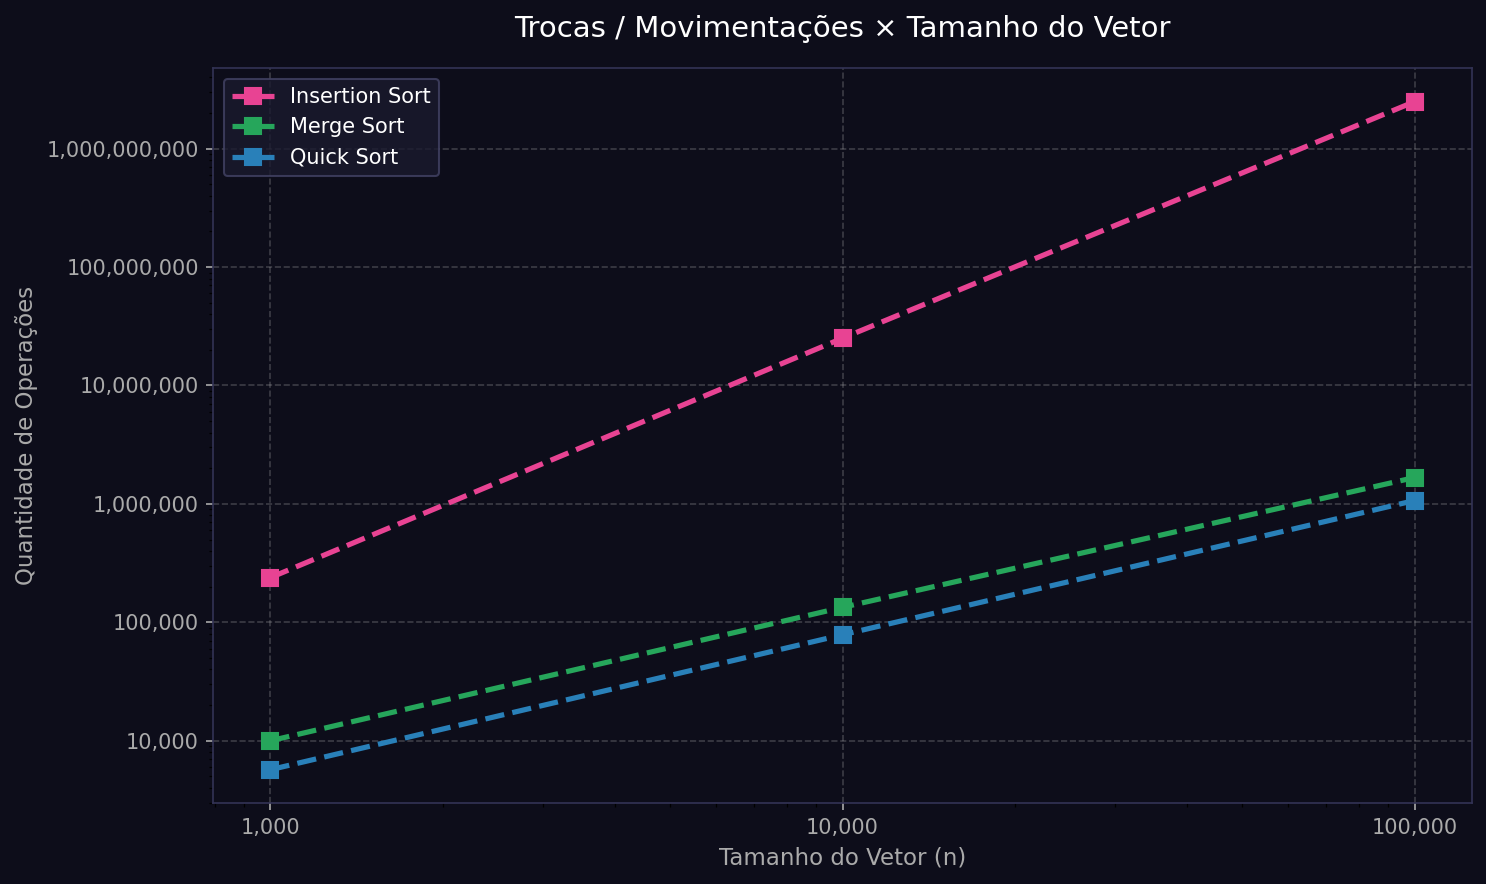 Trocas / Movimentações × Tamanho do Vetor
Insertion Sort
Merge Sort
Quick Sort
Quantidade de Operações
1,000,000,000
100,000,000
10,000,000
1,000,000
100,000
10,000
1,000
10,000
100,000
Tamanho do Vetor (n)